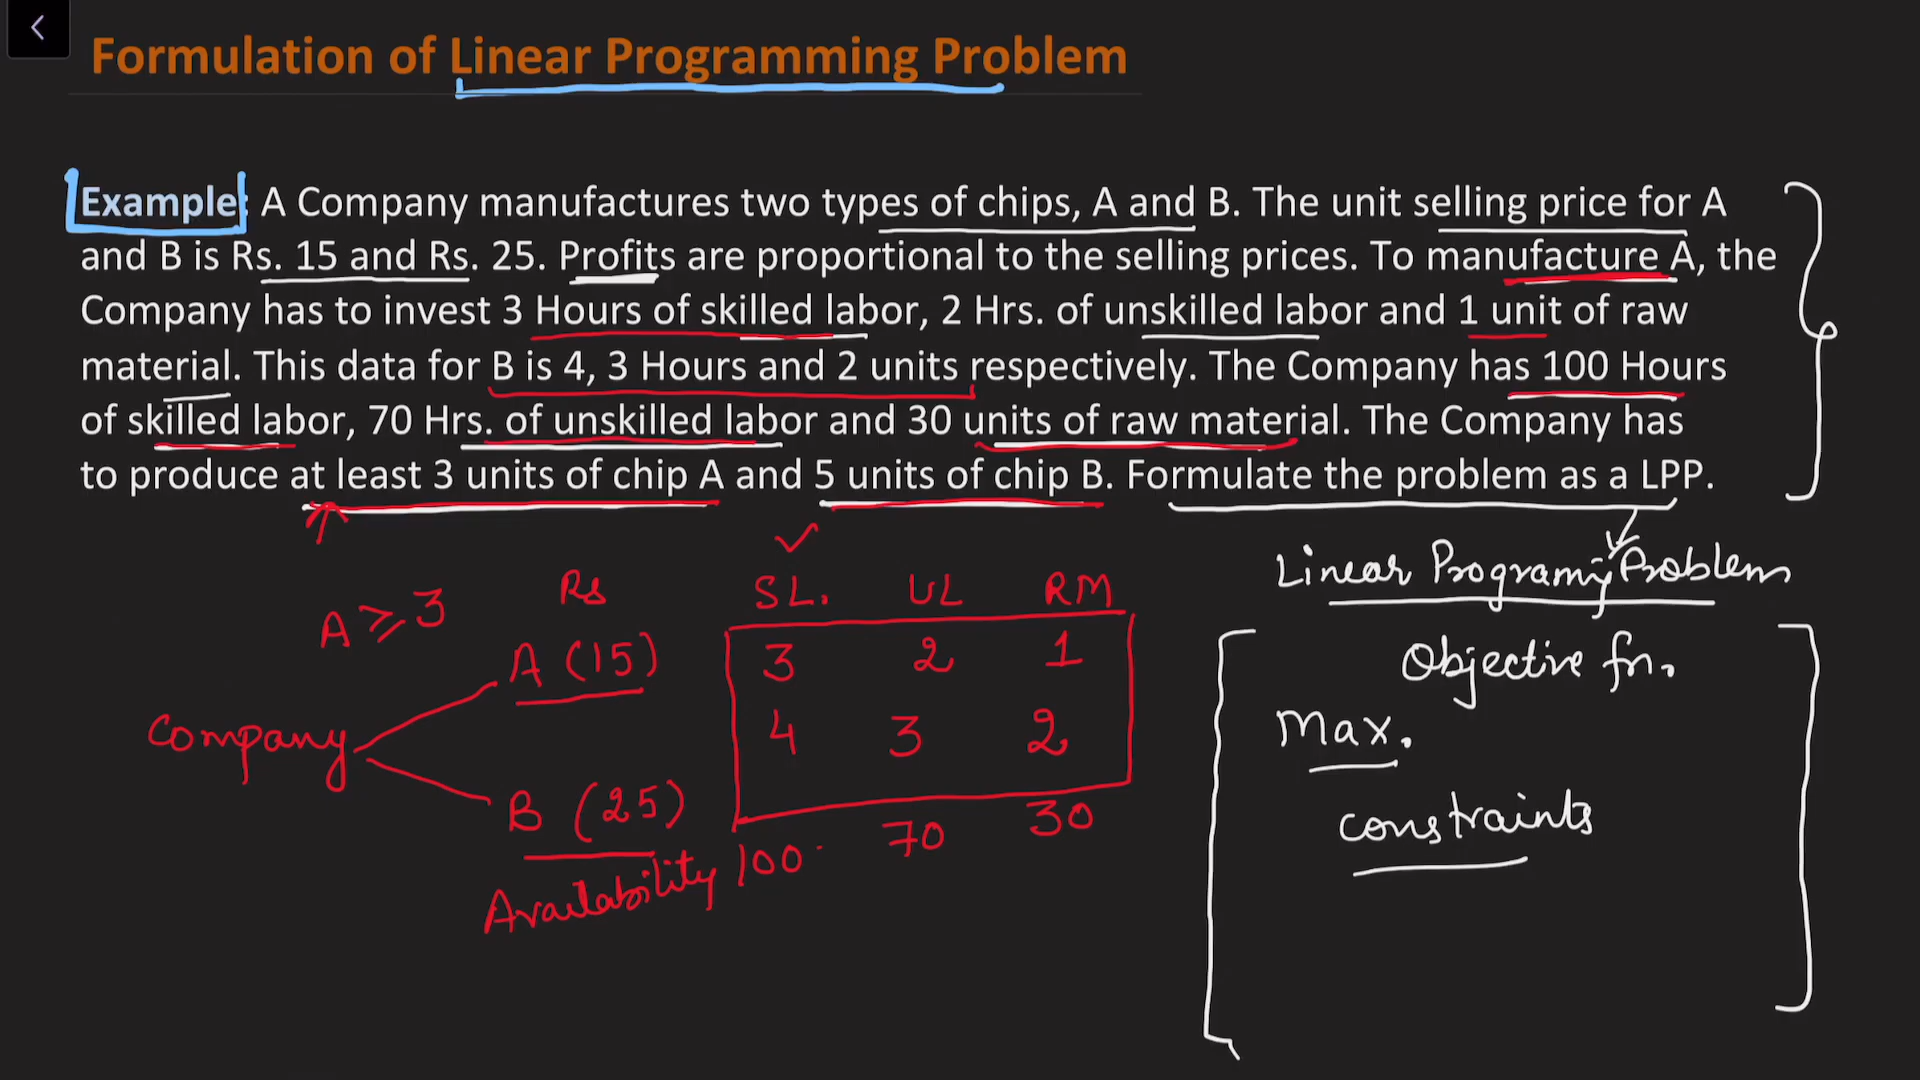 Formulation of Linear Programming Problem
Example: A Company manufactures two types of chips, A and B. The unit selling price for A
and B is Rs. 15 and Rs. 25. Profits are proportional to the selling prices. To manufacture A, the
Company has to invest 3 Hours of skilled labor, 2 Hrs. of unskilled labor and 1 unit of raw
material. This data for B is 4, 3 Hours and 2 units respectively. The Company has 100 Hours
of skilled labor, 70 Hrs. of unskilled labor and 30 units of raw material. The Company has
to produce at least 3 units of chip A and 5 units of chip B. Formulate the problem as a LPP.
Linear Programing Problem
A ≥ 3
Rs SL. UL RM
A (15) 3 2 1
Company
4 3 2
B (25)
Availability 100 70 30
Objective fn.
Max.
constraints